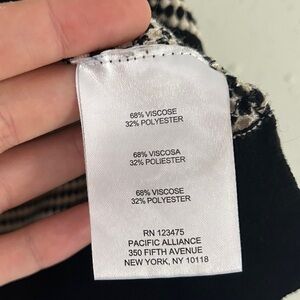 68% VISCOSE
32% POLYESTER
68% VISCOSA
32% POLIESTER
68% VISCOSE
32% POLYESTER
RN 123475
PACIFIC ALLIANCE
350 FIFTH AVENUE
NEW YORK, NY 10118